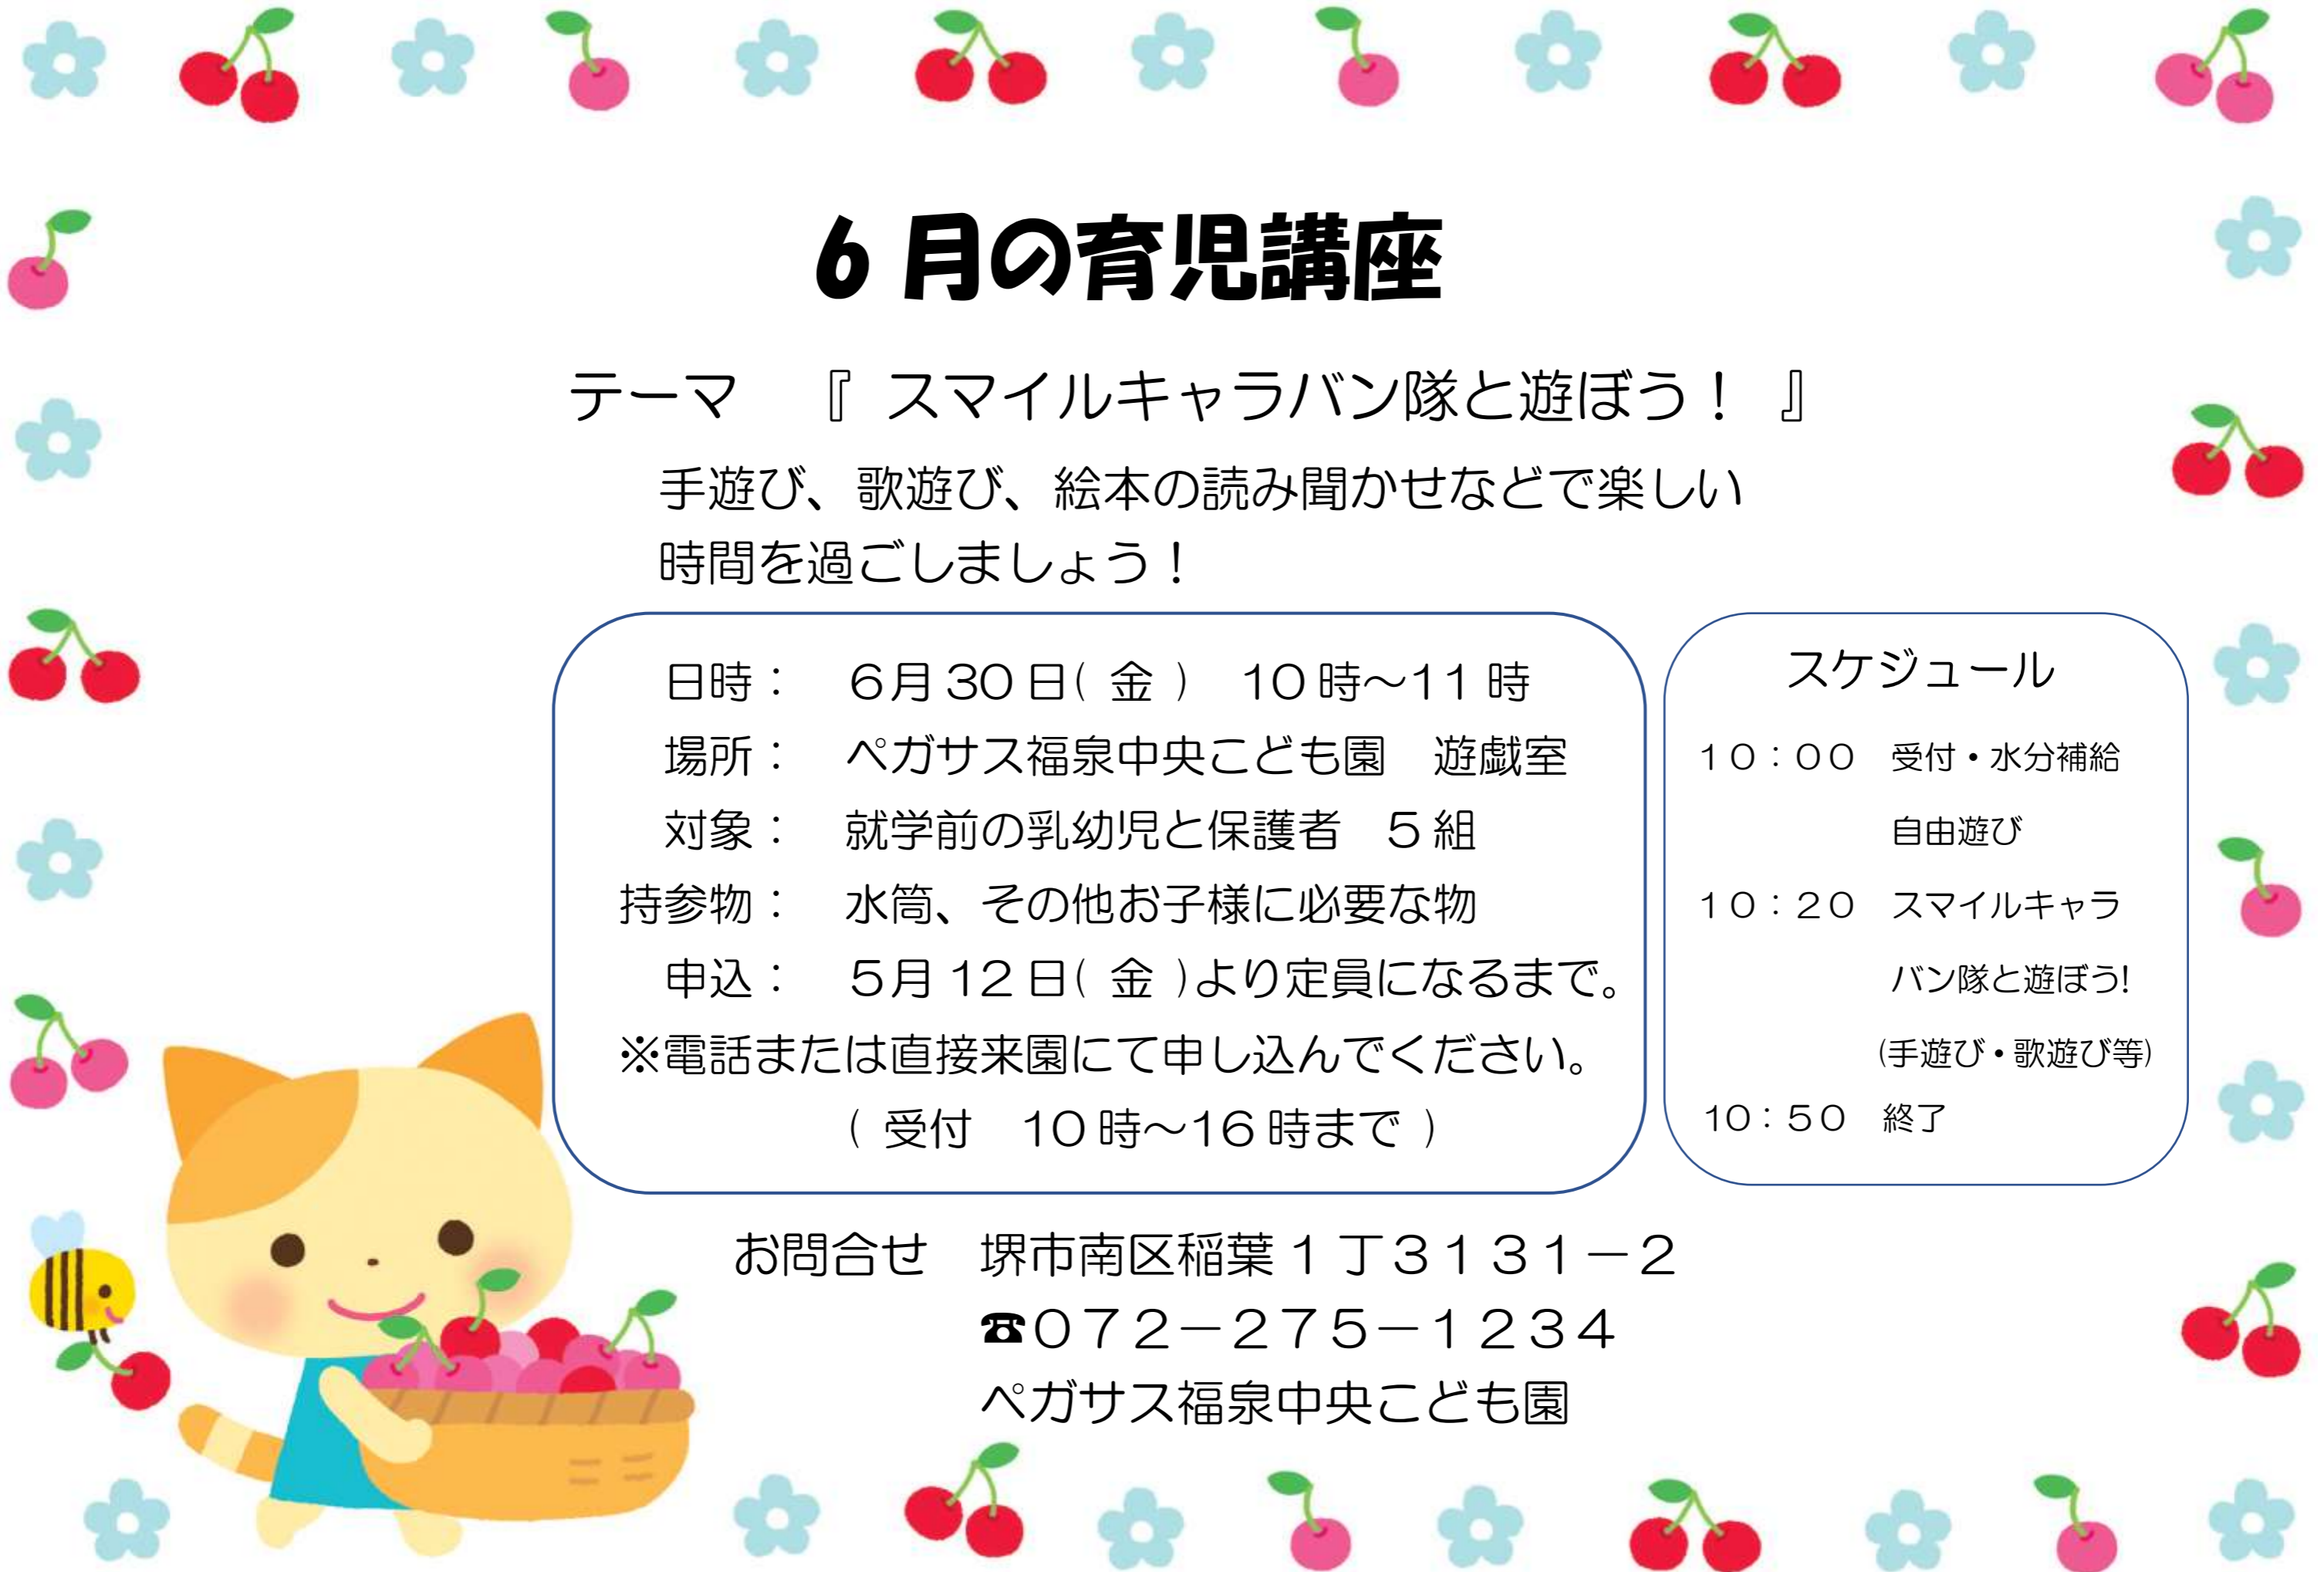 6月の育児講座
テーマ　『 スマイルキャラバン隊と遊ぼう！ 』
手遊び、歌遊び、絵本の読み聞かせなどで楽しい
時間を過ごしましょう！
日時：　6月30日( 金 )　10時～11時
場所：　ペガサス福泉中央こども園　遊戯室
対象：　就学前の乳幼児と保護者　5組
持参物：　水筒、その他お子様に必要な物
申込：　5月12日( 金 )より定員になるまで。
※電話または直接来園にて申し込んでください。
( 受付　10時～16時まで )
スケジュール
１０：００　受付・水分補給
自由遊び
１０：２０　スマイルキャラ
バン隊と遊ぼう!
(手遊び・歌遊び等)
10：５０　終了
お問合せ　堺市南区稲葉１丁３１３１－２
☎０７２－２７５－１２３４
ペガサス福泉中央こども園